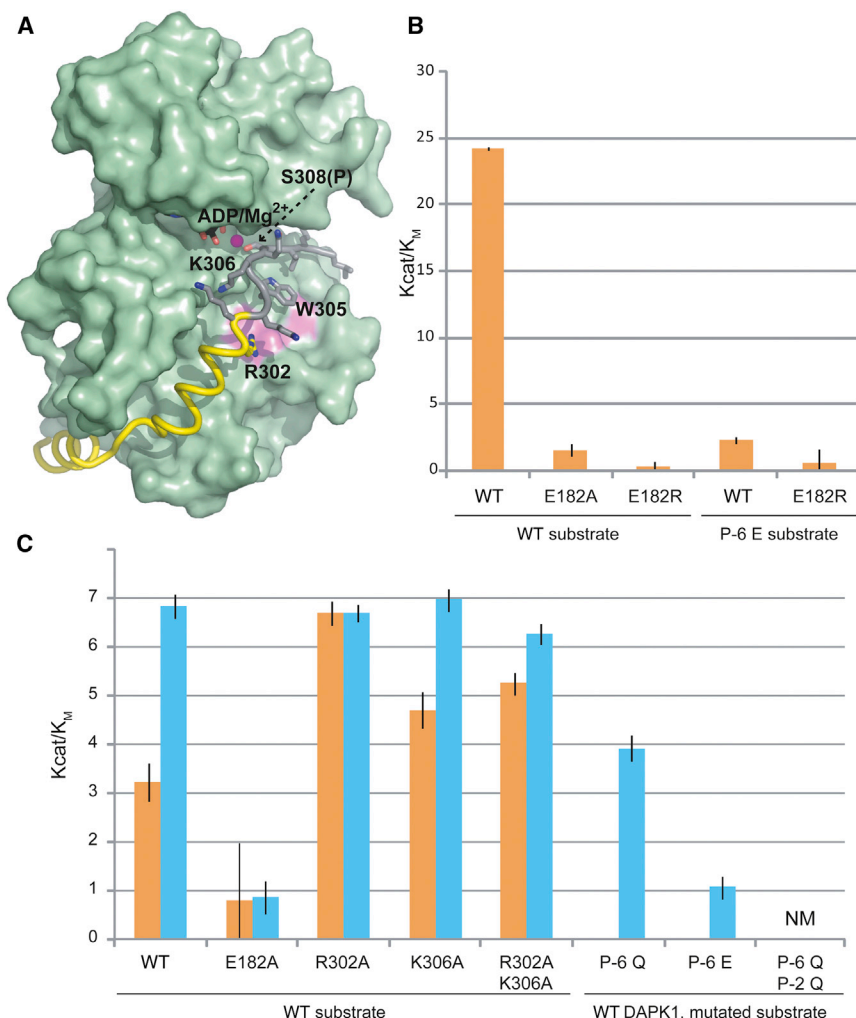 A
S308(P)
ADP/Mg2+
K306
W305
R302
B
Kcat/KM
30
25
20
15
10
5
0
WT E182A E182R WT E182R
WT substrate P-6 E substrate
C
Kcat/KM
7
6
5
4
3
2
1
0
NM
WT E182A R302A K306A R302A P-6 Q P-6 E P-6 Q
K306A P-2 Q
WT substrate WT DAPK1, mutated substrate